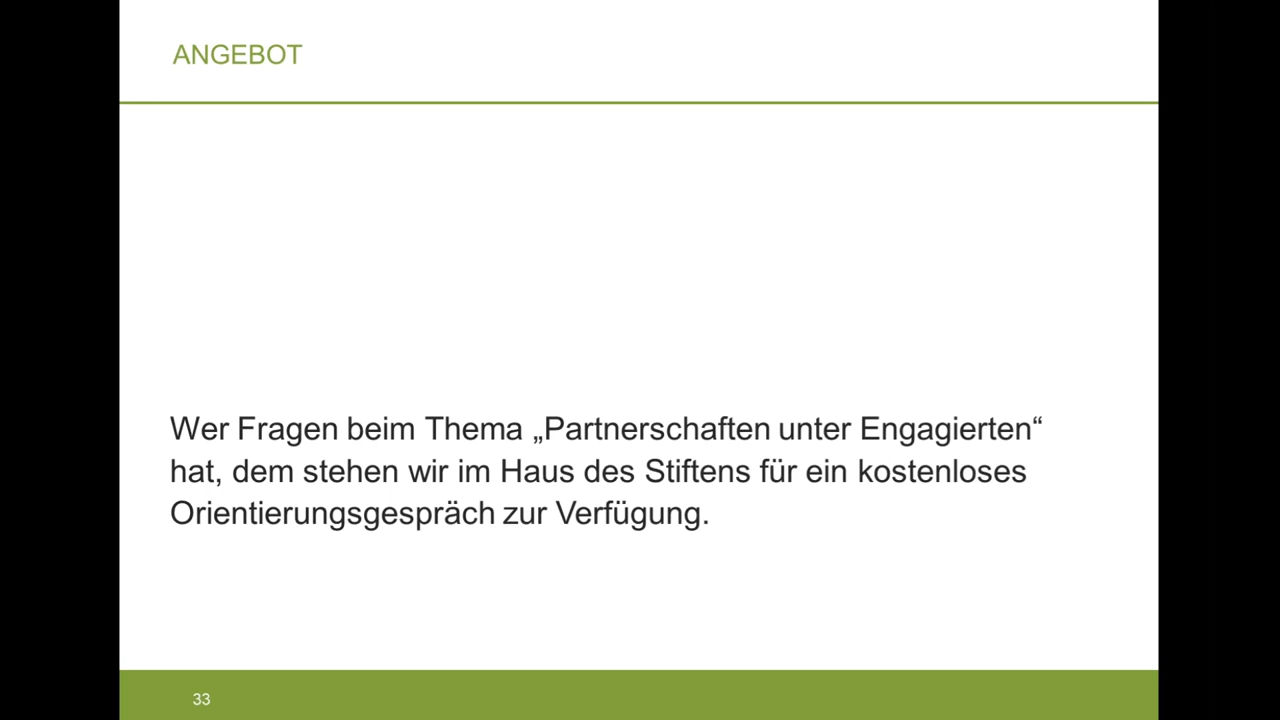 ANGEBOT
Wer Fragen beim Thema „Partnerschaften unter Engagierten“
hat, dem stehen wir im Haus des Stiftens für ein kostenloses
Orientierungsgespräch zur Verfügung.
33